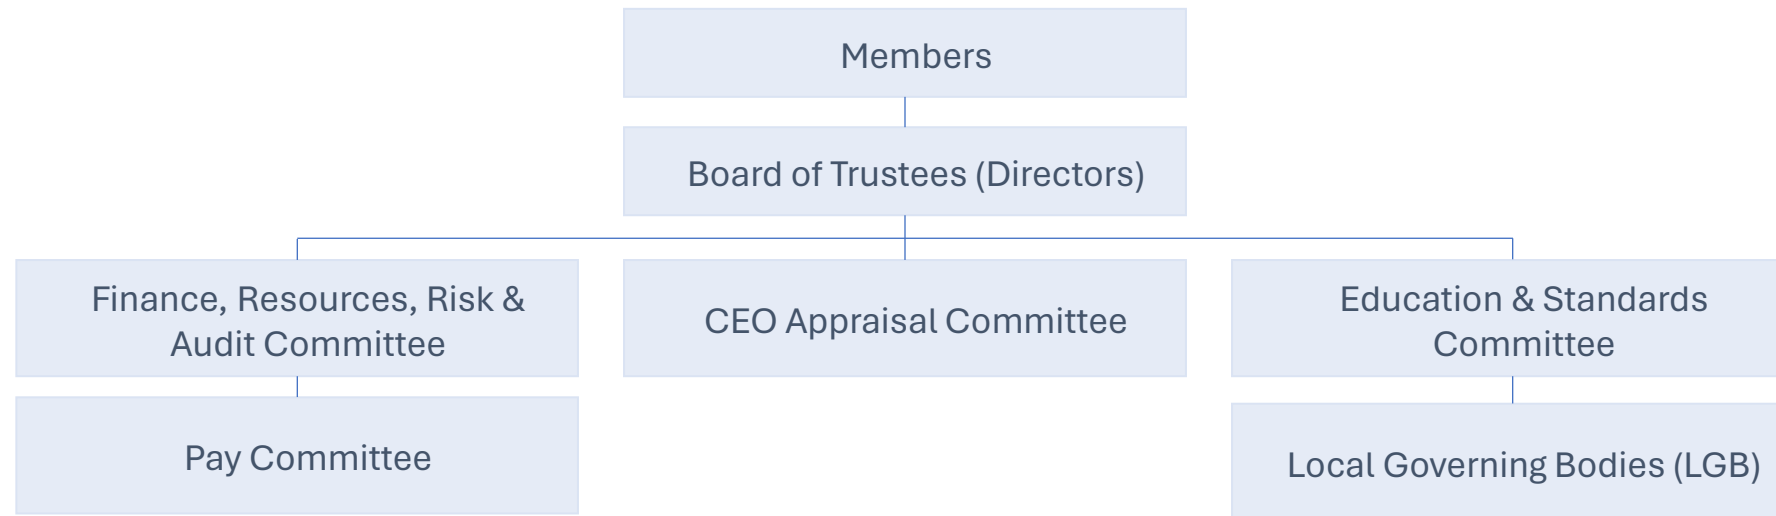 Members
Board of Trustees (Directors)
Finance, Resources, Risk &
Audit Committee
CEO Appraisal Committee
Education & Standards
Committee
Pay Committee
Local Governing Bodies (LGB)